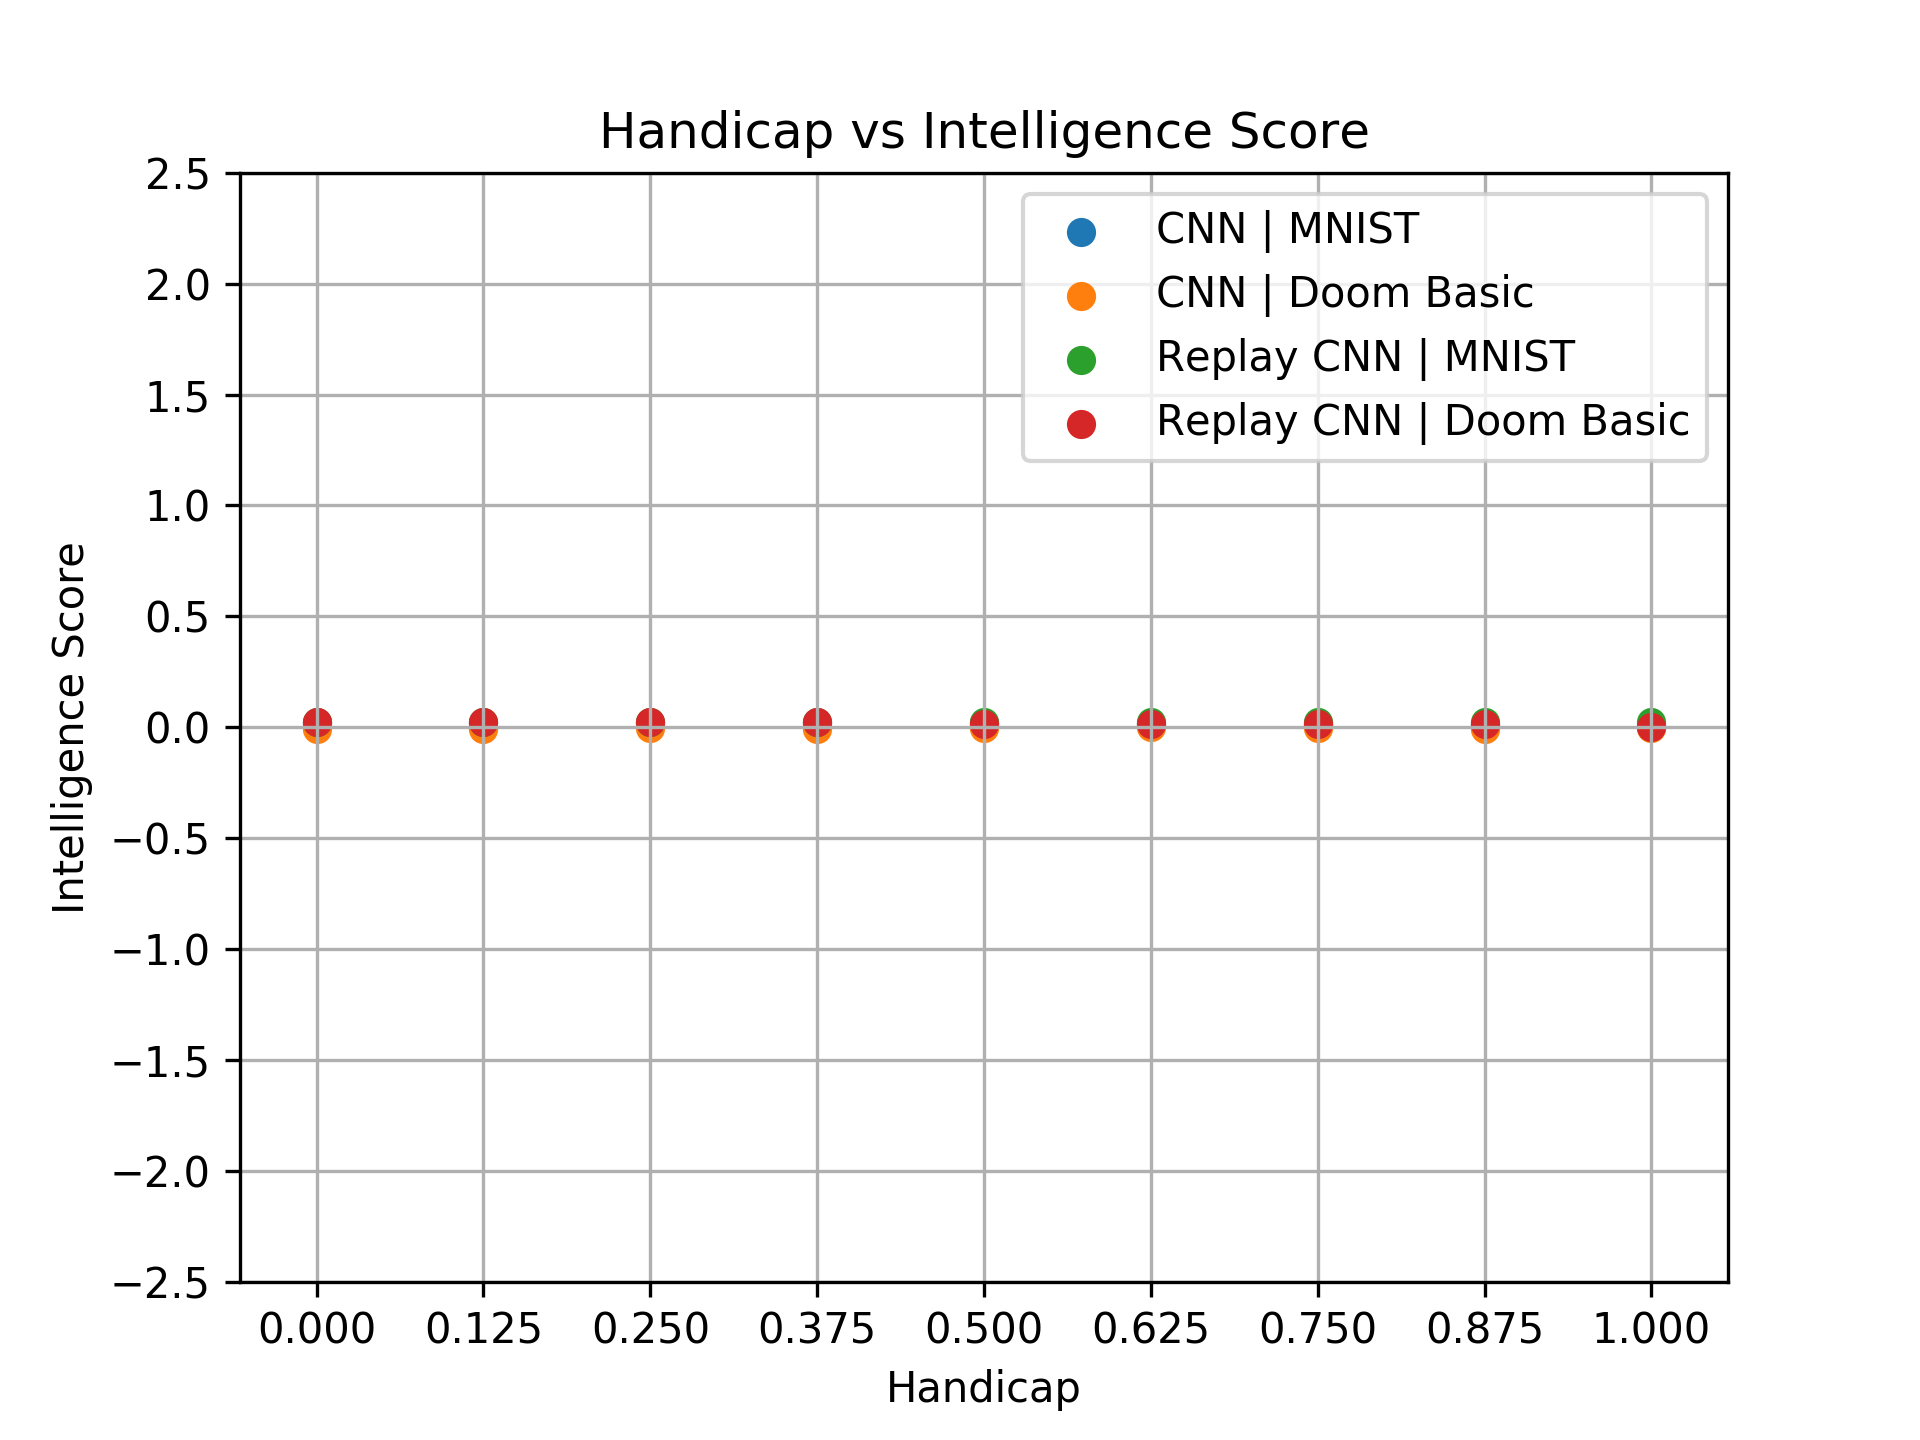 Handicap vs Intelligence Score
2.5
2.0
1.5
1.0
0.5
0.0
−0.5
−1.0
−1.5
−2.0
−2.5
Intelligence Score
CNN | MNIST
CNN | Doom Basic
Replay CNN | MNIST
Replay CNN | Doom Basic
0.000 0.125 0.250 0.375 0.500 0.625 0.750 0.875 1.000
Handicap